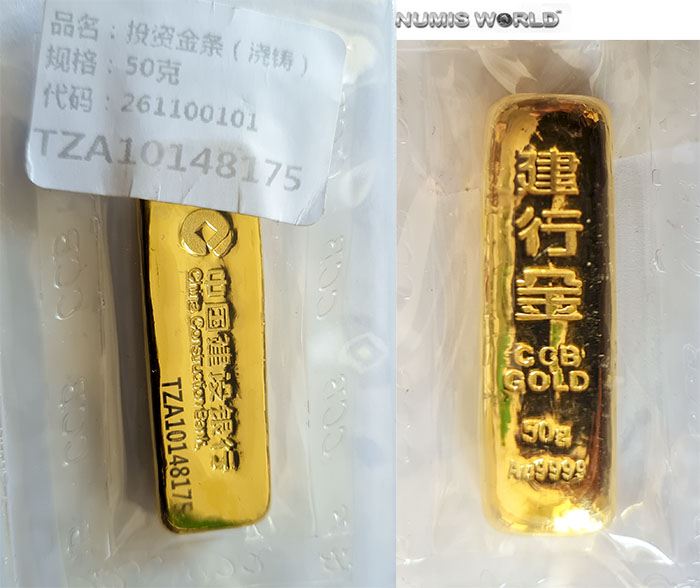 品名：投资金条（浇铸）
规格：50克
代码：261100101
TZA10148175
中国建设银行
China Construction Bank
TZA10148175
NUMIS WORLD
建
行
金
CCB
GOLD
50g
Au9999